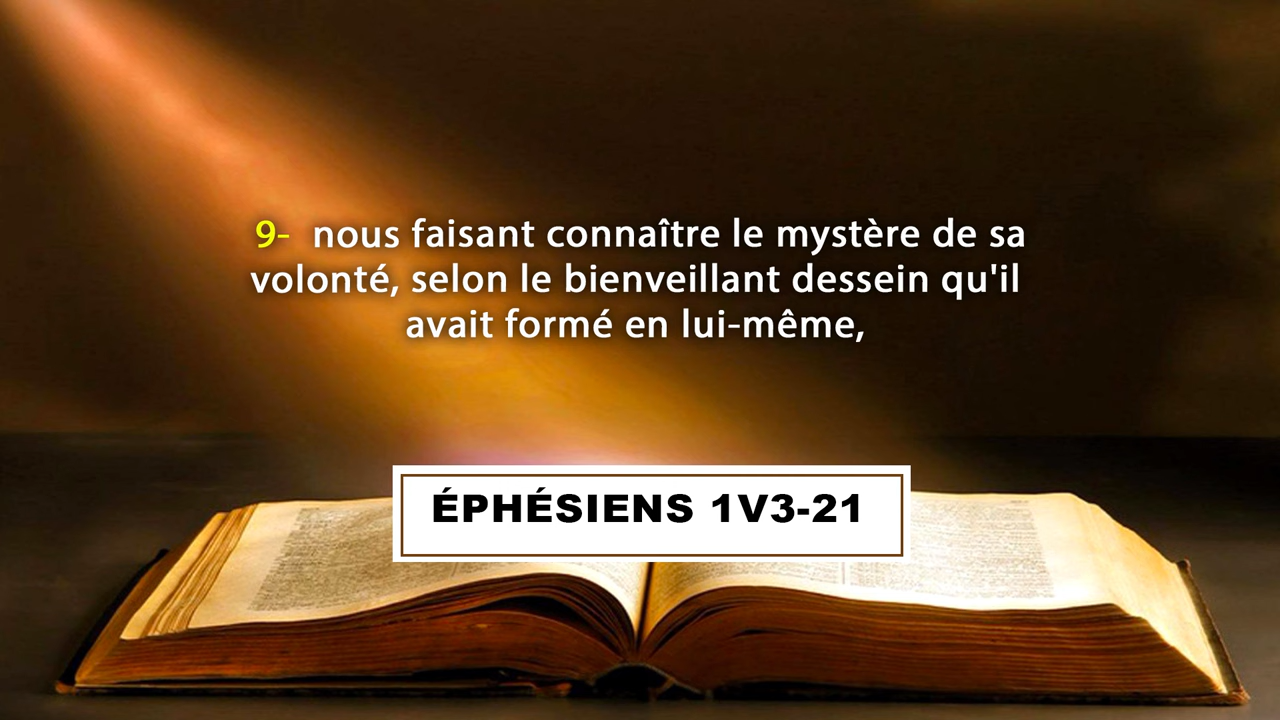 9- nous faisant connaître le mystère de sa
volonté, selon le bienveillant dessein qu'il
avait formé en lui-même,
ÉPHÉSIENS 1V3-21